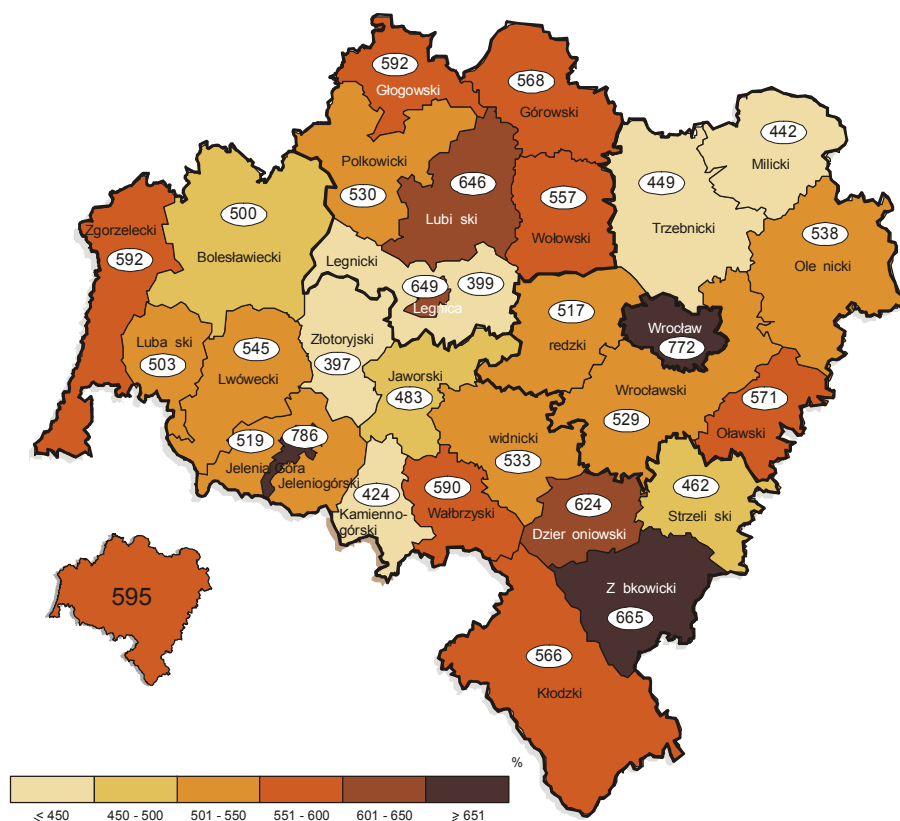 592
Głogowski
568
Górowski
442
Milicki
Polkowicki
530
646
Lubi ski
557
Wołowski
449
Trzebnicki
538
Ole nicki
Zgorzelecki
592
500
Bolesławiecki
Legnicki
399
649
Legnica
517
redzki
Wrocław
772
Luba ski
503
545
Lwówecki
Złotoryjski
397
Jaworski
483
Wrocławski
529
571
Oławski
519
786
Jelenia Góra
Jeleniogórski
widnicki
533
424
Kamienno-
górski
590
Wałbrzyski
624
Dzier oniowski
462
Strzeli ski
Z bkowicki
665
566
Kłodzki
595
%
⩽ 450
450 - 500
501 - 550
551 - 600
601 - 650
⩾ 651